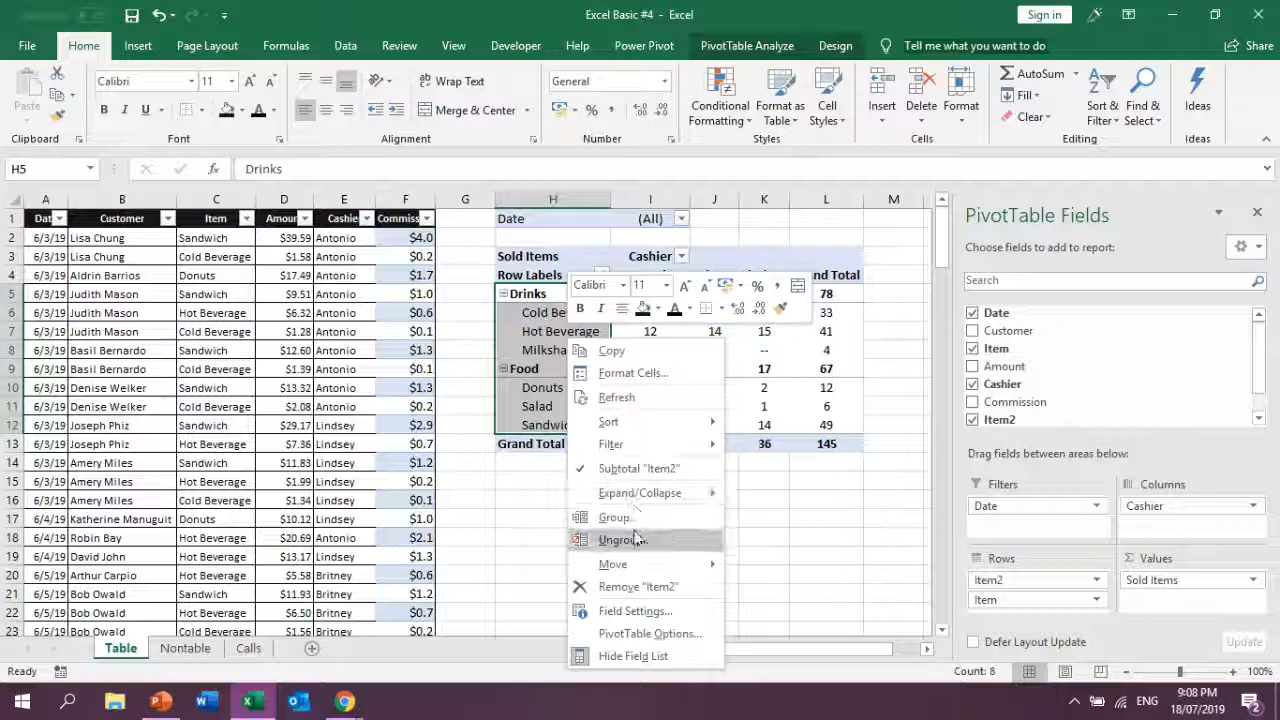 Excel Basic #4 - Excel
Sign in
File Home Insert Page Layout Formulas Data Review View Developer Help Power Pivot PivotTable Analyze Design Tell me what you want to do Share
Paste
Calibri 11 Wrap Text General
B I U Merge & Center
Conditional Formatting Format as Table Cell Styles
Insert Delete Format
AutoSum
Fill
Clear
Sort & Filter Find & Select
Ideas
Clipboard Font Alignment Number Styles Cells Editing Ideas
H5 fx Drinks
A B C D E F G H I J K L M
1 Dat Customer Item Amour Cashie Commiss Date (All)
2 6/3/19 Lisa Chung Sandwich $39.59 Antonio $4.0
3 6/3/19 Lisa Chung Cold Beverage $1.58 Antonio $0.2 Sold Items Cashier
4 6/3/19 Aldrin Barrios Donuts $17.49 Antonio $1.7 Row Labels nd Total
5 6/3/19 Judith Mason Sandwich $9.51 Antonio $1.0 Drinks 78
6 6/3/19 Judith Mason Hot Beverage $6.32 Antonio $0.6 Cold Be 33
7 6/3/19 Judith Mason Cold Beverage $1.28 Antonio $0.1 Hot Beverage 12 14 15 41
8 6/3/19 Basil Bernardo Sandwich $12.60 Antonio $1.3 Milksha -- 4
9 6/3/19 Basil Bernardo Cold Beverage $1.39 Antonio $0.1 Food 17 67
10 6/3/19 Denise Welker Sandwich $13.32 Antonio $1.3 Donuts 2 12
11 6/3/19 Denise Welker Cold Beverage $2.08 Antonio $0.2 Salad 1 6
12 6/3/19 Joseph Phiz Sandwich $29.17 Lindsey $2.9 Sandwic 14 49
13 6/3/19 Joseph Phiz Hot Beverage $7.36 Lindsey $0.7 Grand Total 36 145
14 6/3/19 Amery Miles Sandwich $11.83 Lindsey $1.2
15 6/3/19 Amery Miles Hot Beverage $1.99 Lindsey $0.2
16 6/3/19 Amery Miles Cold Beverage $1.34 Lindsey $0.1
17 6/4/19 Katherine Manuguit Donuts $10.12 Lindsey $1.0
18 6/4/19 Robin Bay Hot Beverage $20.69 Antonio $2.1
19 6/4/19 David John Hot Beverage $13.17 Lindsey $1.3
20 6/5/19 Arthur Carpio Hot Beverage $5.58 Britney $0.6
21 6/5/19 Bob Owald Sandwich $11.93 Britney $1.2
22 6/5/19 Bob Owald Hot Beverage $6.50 Britney $0.7
23 6/5/19 Bob Owald Cold Beverage $1.56 Britney $0.2
Calibri 11
B I
Copy
Format Cells...
Refresh
Sort
Filter
Subtotal "Item2"
Expand/Collapse
Group...
Ungroup...
Move
Remove "Item2"
Field Settings...
PivotTable Options...
Hide Field List
PivotTable Fields
Choose fields to add to report:
Search
Date
Customer
Item
Amount
Cashier
Commission
Item2
Drag fields between areas below:
Filters
Date
Columns
Cashier
Rows
Item2
Item
Values
Sold Items
Defer Layout Update Update
Table Nontable Calls
Ready Count: 8 100%
ENG
9:08 PM
18/07/2019
2